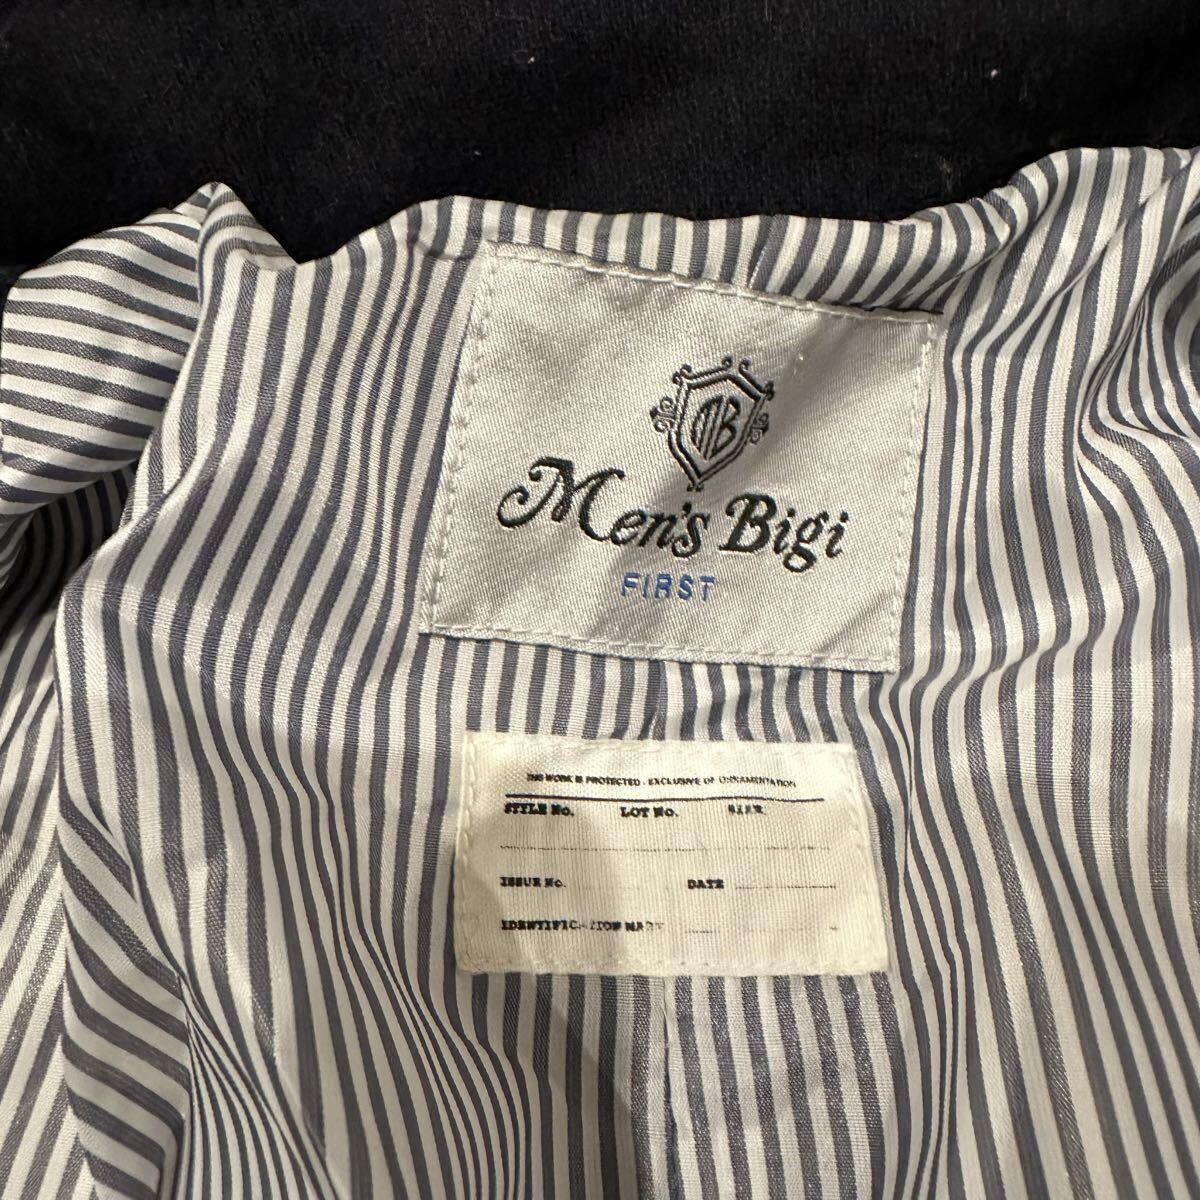 MB
Men's Bigi
FIRST
THIS WORK IS PROTECTED. EXCLUSIVE OF ORNAMENTATION
STYLE No. LOT No. SIZE
ISSUE No. DATE
IDENTIFICATION MARK